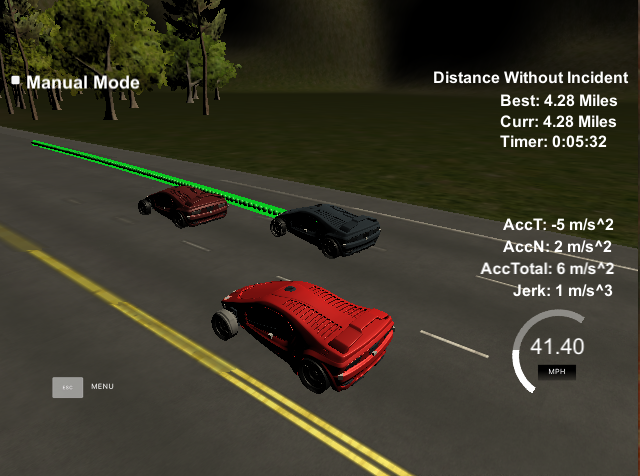 Manual Mode
Distance Without Incident
Best: 4.28 Miles
Curr: 4.28 Miles
Timer: 0:05:32
AccT: -5 m/s^2
AccN: 2 m/s^2
AccTotal: 6 m/s^2
Jerk: 1 m/s^3
41.40
MPH
ESC MENU